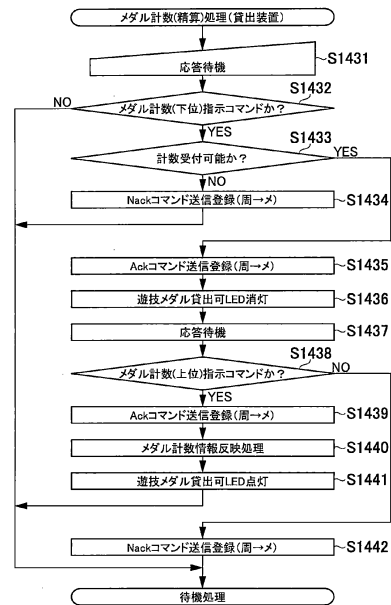 メダル計数(精算)処理(貸出装置)
応答待機
S1431
メダル計数(下位)指示コマンドか?
S1432
NO
YES
計数受付可能か?
S1433
YES
NO
Nackコマンド送信登録(周→メ)
S1434
Ackコマンド送信登録(周→メ)
S1435
遊技メダル貸出可LED消灯
S1436
応答待機
S1437
メダル計数(上位)指示コマンドか?
S1438
NO
YES
Ackコマンド送信登録(周→メ)
S1439
メダル計数情報反映処理
S1440
遊技メダル貸出可LED点灯
S1441
Nackコマンド送信登録(周→メ)
S1442
待機処理